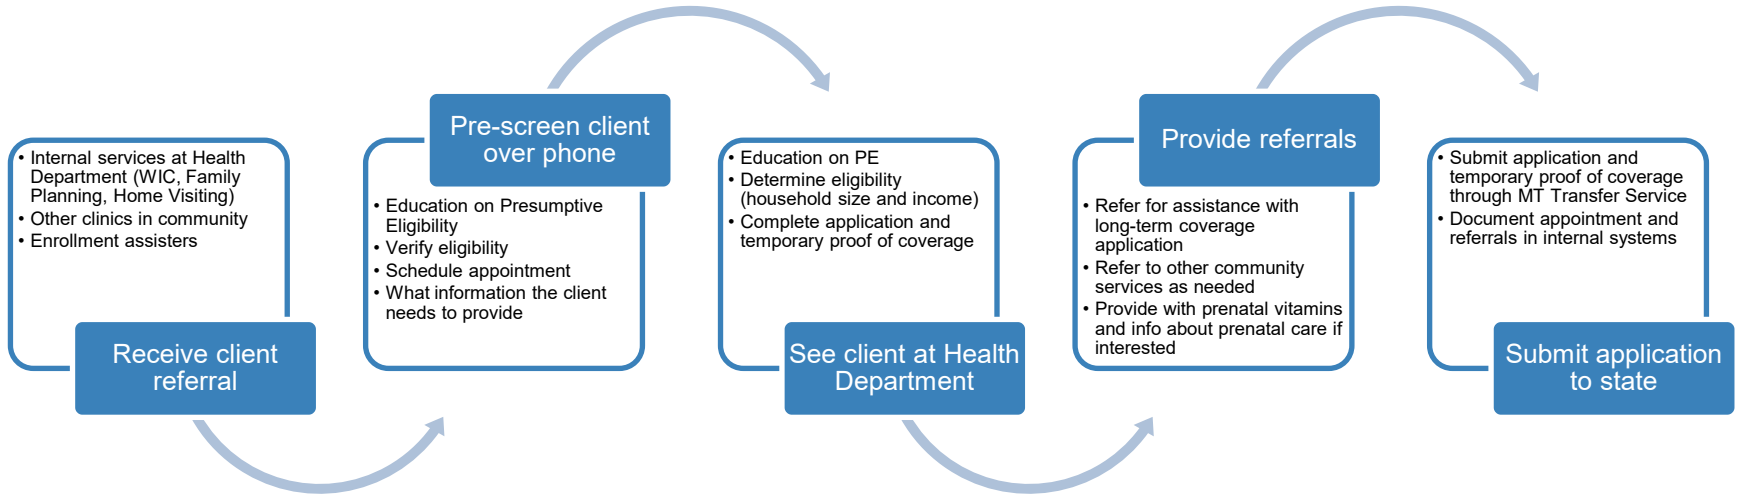 • Internal services at Health
Department (WIC, Family
Planning, Home Visiting)
• Other clinics in community
• Enrollment assisters
Receive client
referral
Pre-screen client
over phone
• Education on Presumptive
Eligibility
• Verify eligibility
• Schedule appointment
• What information the client
needs to provide
• Education on PE
• Determine eligibility
(household size and income)
• Complete application and
temporary proof of coverage
See client at Health
Department
Provide referrals
• Refer for assistance with
long-term coverage
application
• Refer to other community
services as needed
• Provide with prenatal vitamins
and info about prenatal care if
interested
• Submit application and
temporary proof of coverage
through MT Transfer Service
• Document appointment and
referrals in internal systems
Submit application
to state